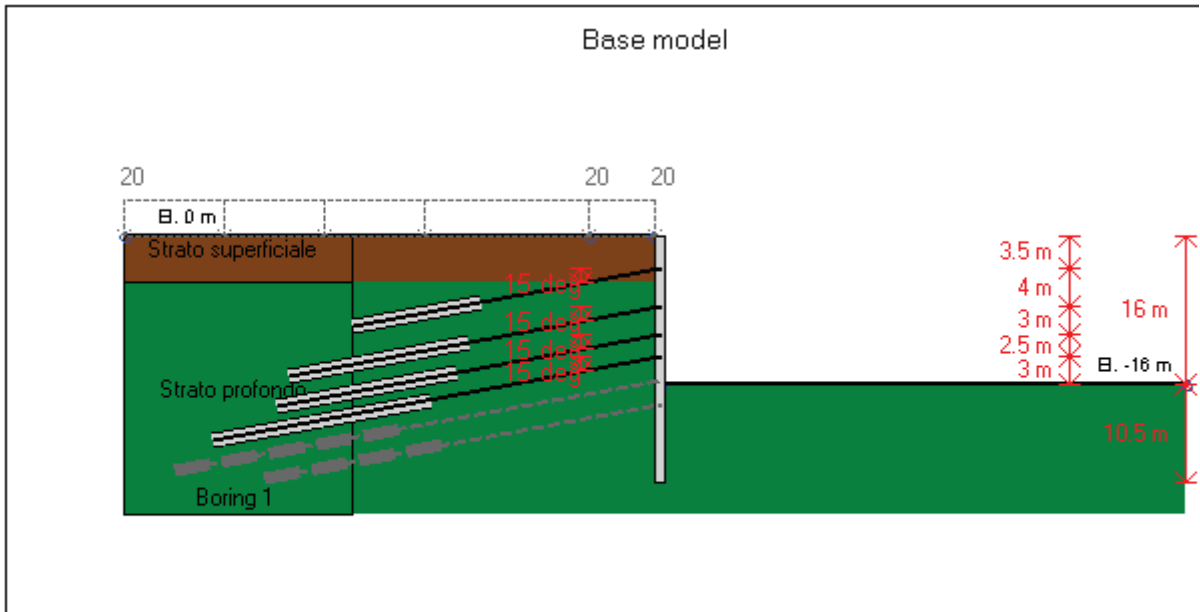 Base model
20
20
20
El. 0 m
Strato superficiale
3.5 m
15 deg
4 m
16 m
15 deg
3 m
15 deg
2.5 m
15 deg
3 m
El. -16 m
Strato profondo
10.5 m
Boring 1